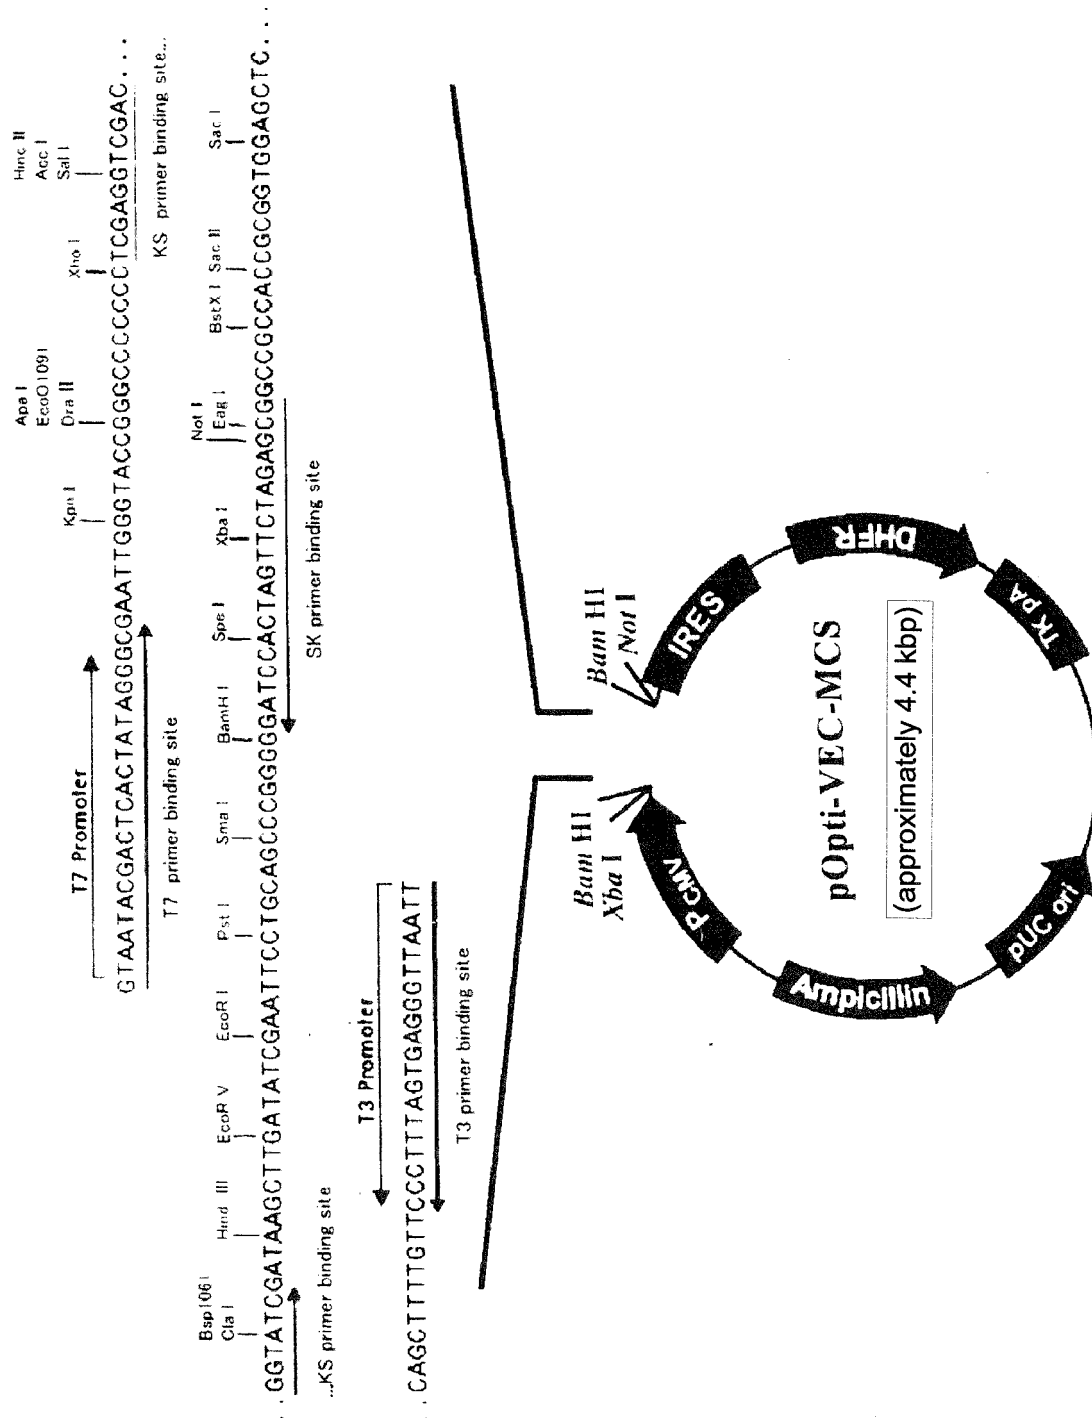 T7 Promoter
Apa I
EcoO109I
Dra II
Hinc II
Acc I
Sal I
Kpn I
Xho I
GTAATACGACTCACTATAGGGCGAATTGGGTACCGGGCCCCCCCTCGAGGTCGAC...
T7 primer binding site
KS primer binding site...
Bsp106I
Cla I
Hind III
EcoR V
EcoR I
Pst I
Sma I
BamH I
Spe I
Xba I
Not I
Eag I
BstX I
Sac II
Sac I
..GGTATCGATAAGCTTGATATCGAATTCCTGCAGCCCGGGGGATCCACTAGTTCTAGAGCGGCCGCCACCGCGGTGGAGCTC...
...KS primer binding site
SK primer binding site
T3 Promoter
..CAGCTTTTGTTCCCTTTAGTGAGGGTTAATT
T3 primer binding site
Bam HI
Xba I
Bam HI
Not I
P CMV
IRES
pOpti-VEC-MCS
(approximately 4.4 kbp)
DHFR
Ampicillin
TK pA
pUC ori